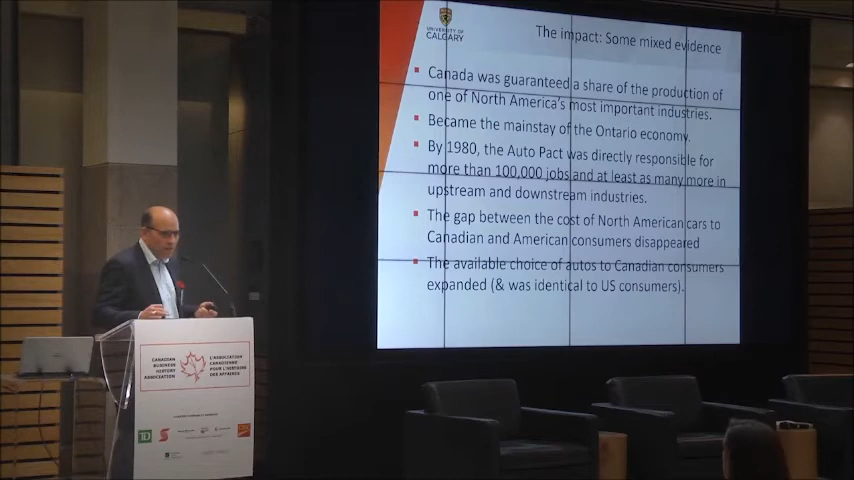 UNIVERSITY OF
CALGARY
The impact: Some mixed evidence
Canada was guaranteed a share of the production of
one of North America's most important industries.
Became the mainstay of the Ontario economy.
By 1980, the Auto Pact was directly responsible for
more than 100,000 jobs and at least as many more in
upstream and downstream industries.
The gap between the cost of North American cars to
Canadian and American consumers disappeared
The available choice of autos to Canadian consumers
expanded (& was identical to US consumers).
CANADIAN
BUSINESS
HISTORY
ASSOCIATION
L'ASSOCIATION
CANADIENNE
POUR L'HISTOIRE
DES AFFAIRES
TD